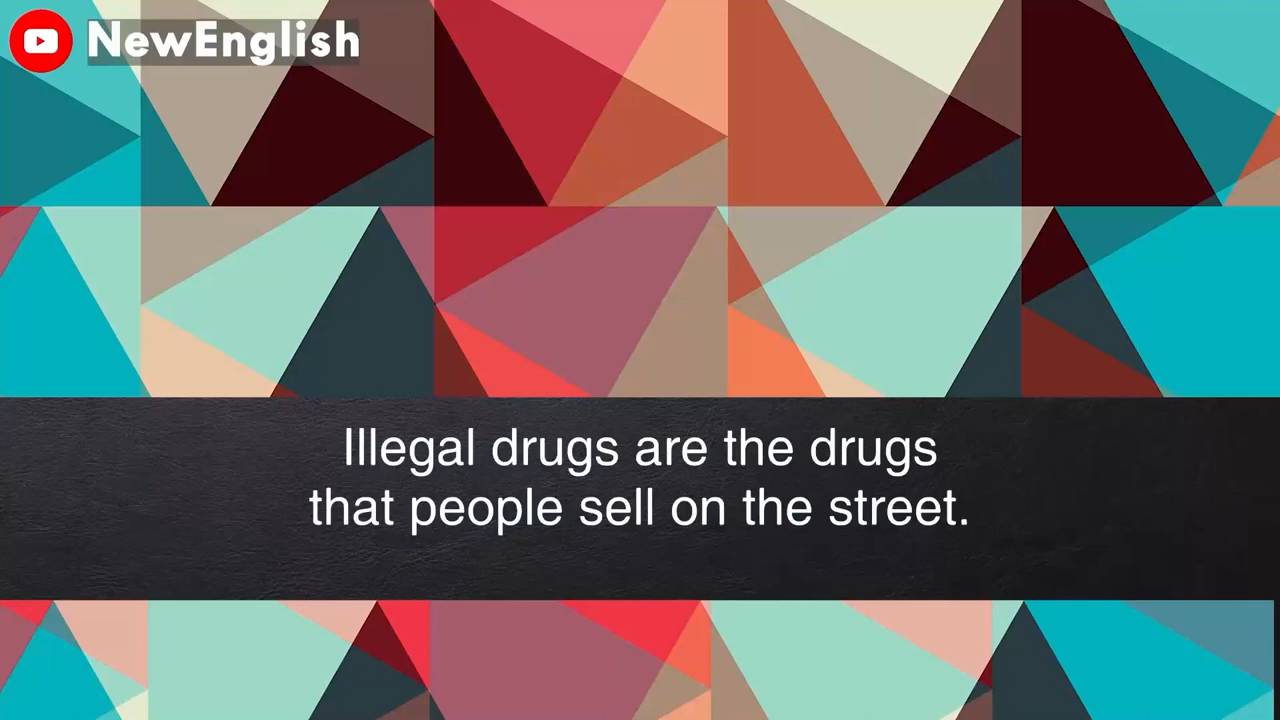 NewEnglish
Illegal drugs are the drugs
that people sell on the street.